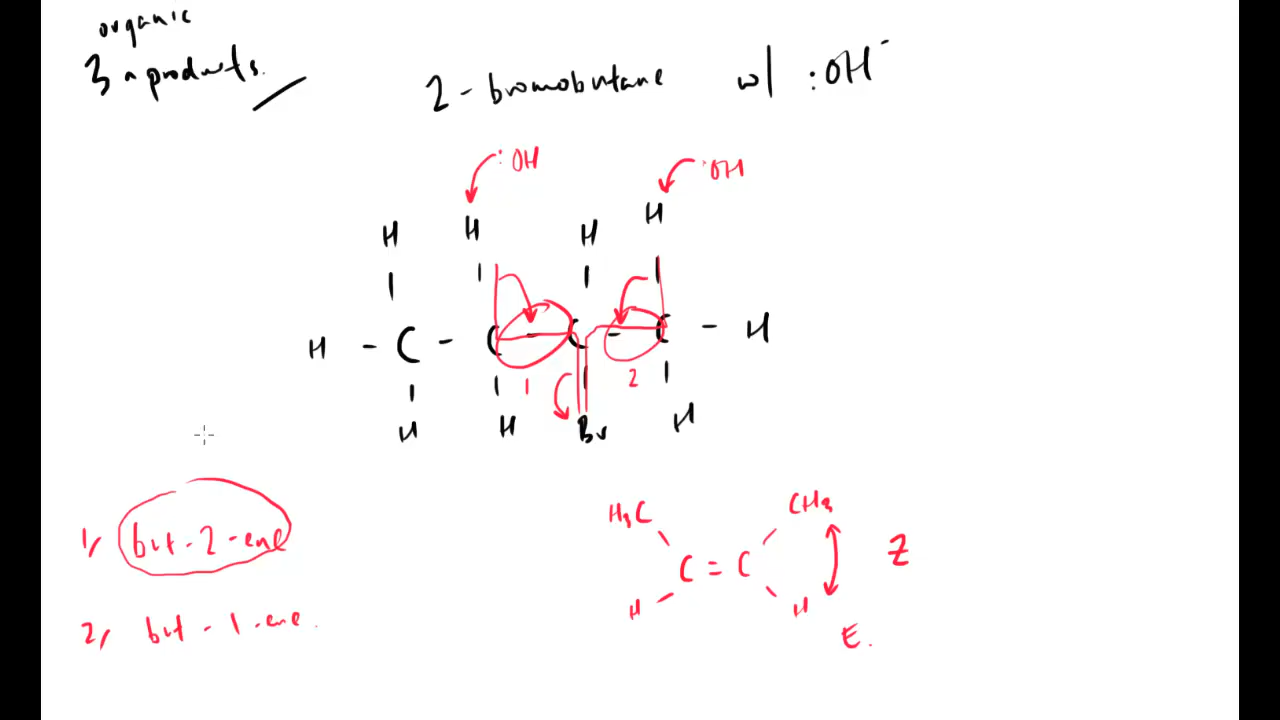 organic
3 n products.
2 - bromobutane w/ :OH⁻
:OH :OH
H H H H
H - C - C - C - C - H
1 2
H H Br H
1, but-2-ene
2, but-1-ene.
H₃C CH₃
C = C Z
H H
E.